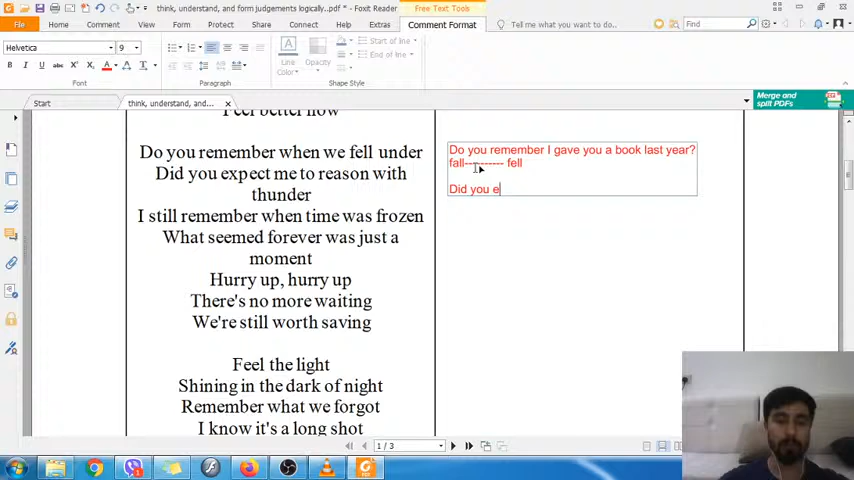 think, understand, and form judgements logically..pdf * - Foxit Reader
Free Text Tools
File Home Comment View Form Protect Share Connect Help Extras Comment Format
Tell me what you want to do..
Find
Helvetica
9
Font
Line Color
Opacity
Start of line
End of line
Shape Style
Start
think, understand, and...
Merge and split PDFs
Feel better now
Do you remember when we fell under
Did you expect me to reason with
thunder
I still remember when time was frozen
What seemed forever was just a
moment
Hurry up, hurry up
There's no more waiting
We're still worth saving
Feel the light
Shining in the dark of night
Remember what we forgot
I know it's a long shot
Do you remember I gave you a book last year?
fall---------- fell
Did you e
1 / 3